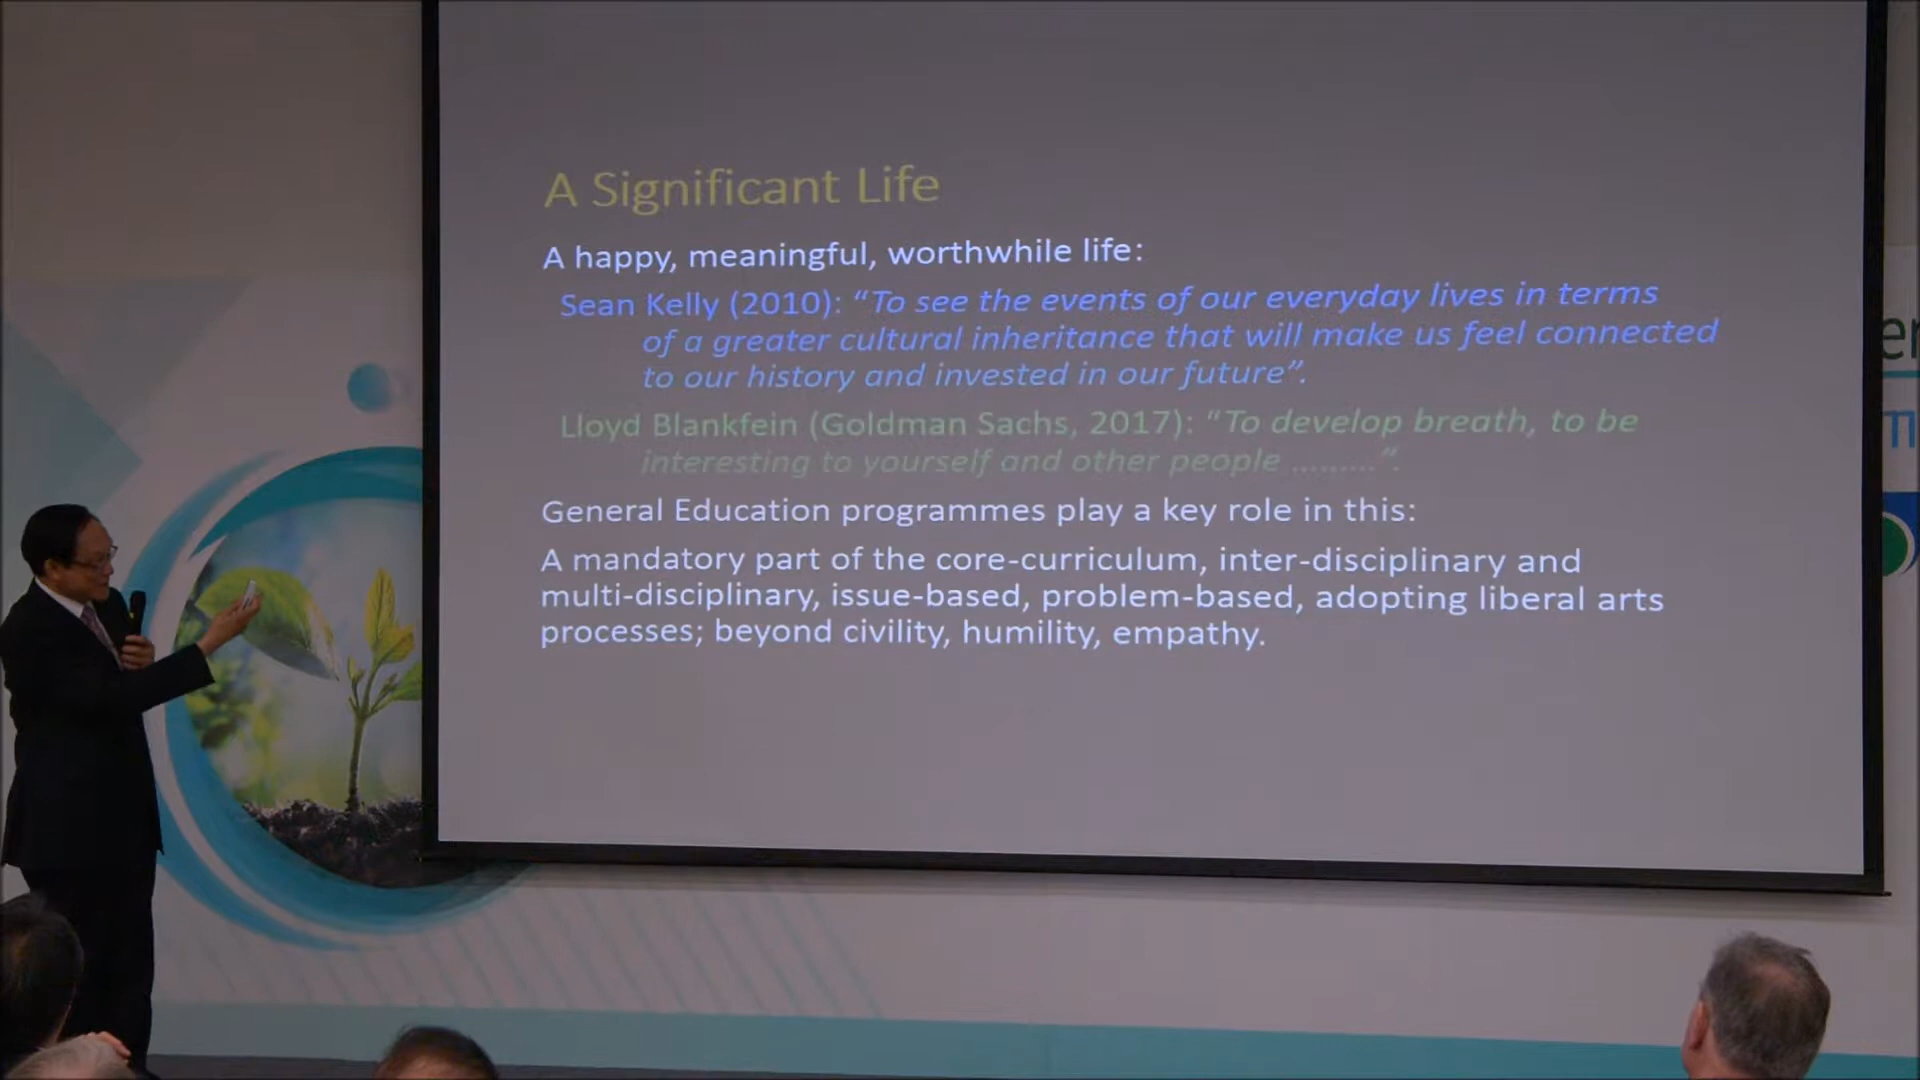 A Significant Life
A happy, meaningful, worthwhile life:
Sean Kelly (2010): “To see the events of our everyday lives in terms
of a greater cultural inheritance that will make us feel connected
to our history and invested in our future”.
Lloyd Blankfein (Goldman Sachs, 2017): “To develop breath, to be
interesting to yourself and other people .........”.
General Education programmes play a key role in this:
A mandatory part of the core-curriculum, inter-disciplinary and
multi-disciplinary, issue-based, problem-based, adopting liberal arts
processes; beyond civility, humility, empathy.